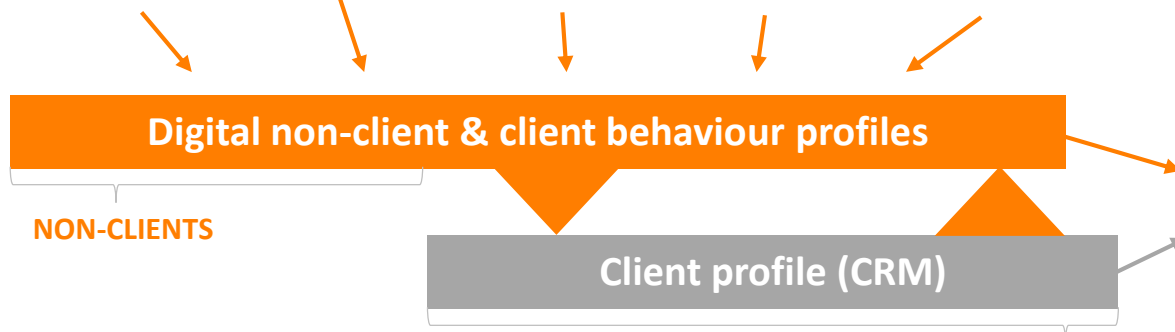 Digital non-client & client behaviour profiles
NON-CLIENTS
Client profile (CRM)